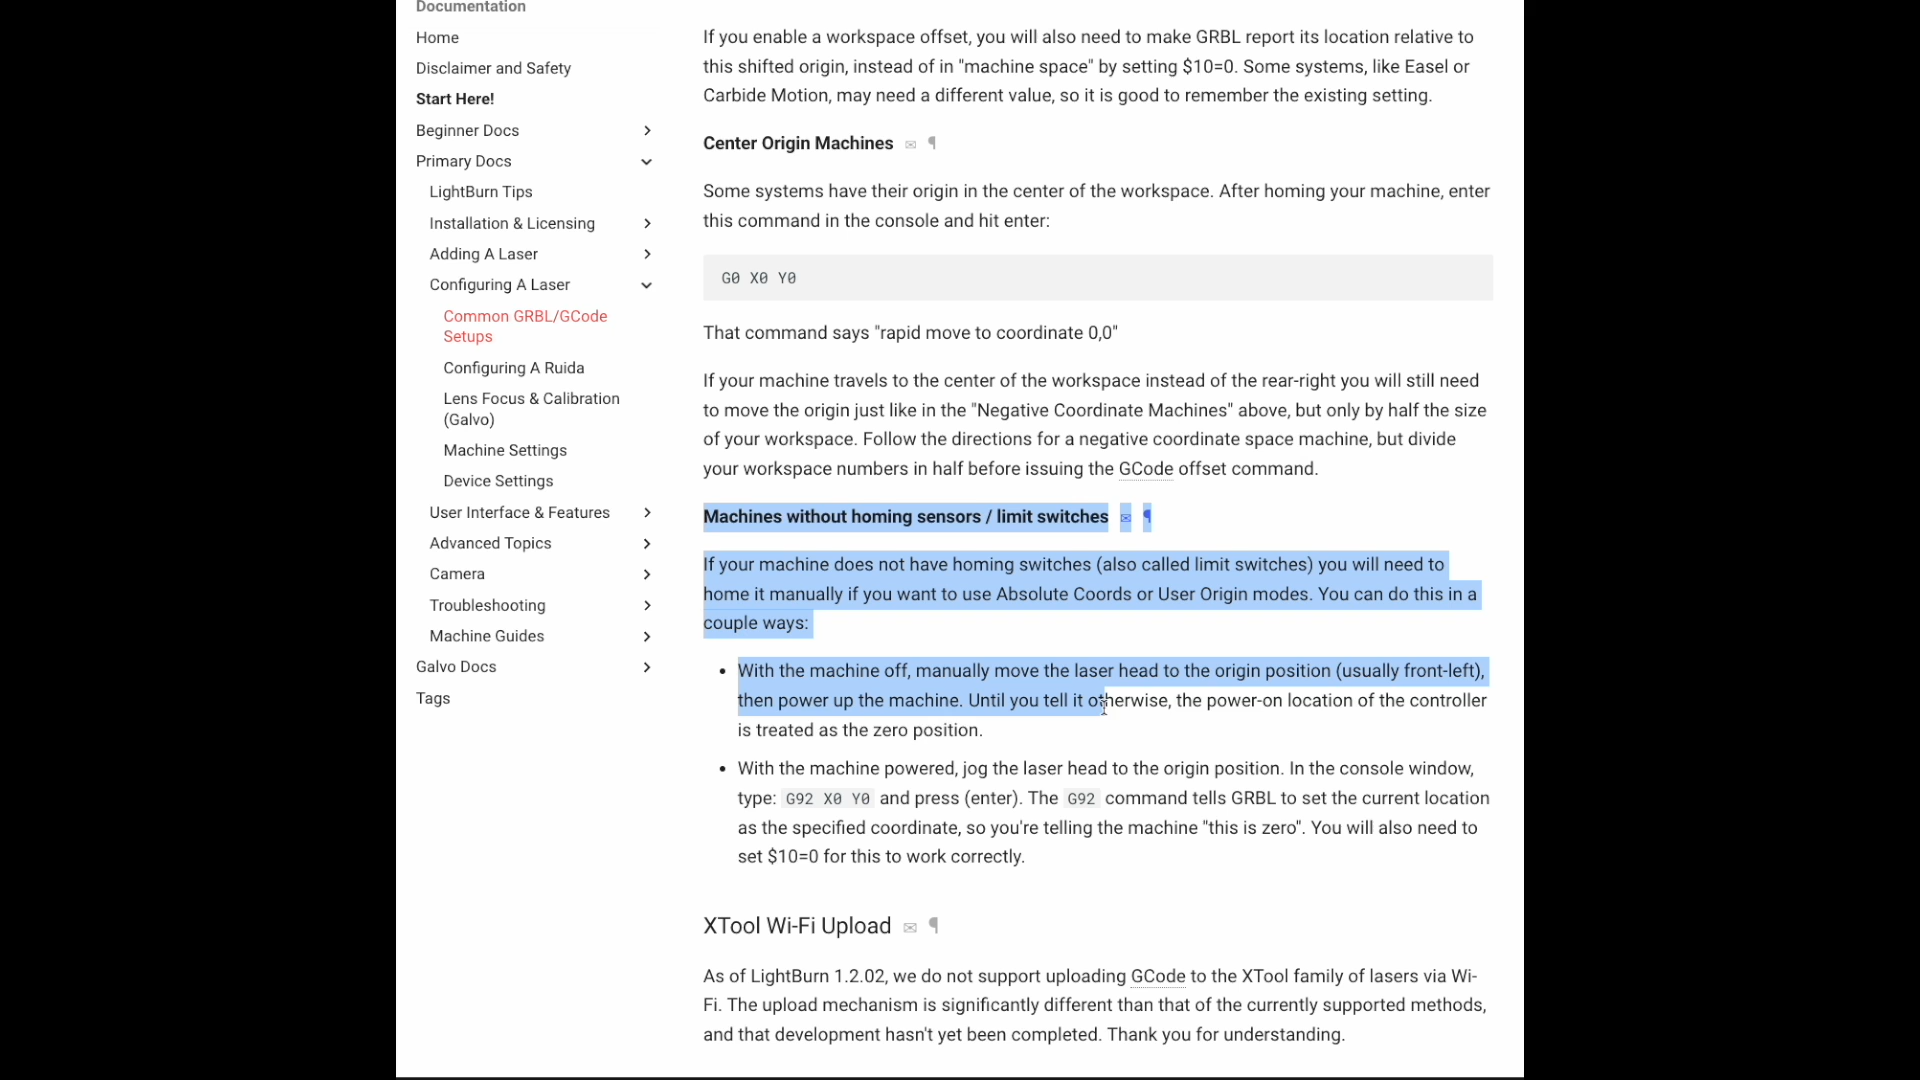 Documentation
Home
Disclaimer and Safety
Start Here!
Beginner Docs
Primary Docs
LightBurn Tips
Installation & Licensing
Adding A Laser
Configuring A Laser
Common GRBL/GCode
Setups
Configuring A Ruida
Lens Focus & Calibration
(Galvo)
Machine Settings
Device Settings
User Interface & Features
Advanced Topics
Camera
Troubleshooting
Machine Guides
Galvo Docs
Tags
If you enable a workspace offset, you will also need to make GRBL report its location relative to
this shifted origin, instead of in "machine space" by setting $10=0. Some systems, like Easel or
Carbide Motion, may need a different value, so it is good to remember the existing setting.
Center Origin Machines ✉ ¶
Some systems have their origin in the center of the workspace. After homing your machine, enter
this command in the console and hit enter:
G0 X0 Y0
That command says "rapid move to coordinate 0,0"
If your machine travels to the center of the workspace instead of the rear-right you will still need
to move the origin just like in the "Negative Coordinate Machines" above, but only by half the size
of your workspace. Follow the directions for a negative coordinate space machine, but divide
your workspace numbers in half before issuing the GCode offset command.
Machines without homing sensors / limit switches ✉ ¶
If your machine does not have homing switches (also called limit switches) you will need to
home it manually if you want to use Absolute Coords or User Origin modes. You can do this in a
couple ways:
• With the machine off, manually move the laser head to the origin position (usually front-left),
then power up the machine. Until you tell it otherwise, the power-on location of the controller
is treated as the zero position.
• With the machine powered, jog the laser head to the origin position. In the console window,
type: G92 X0 Y0 and press (enter). The G92 command tells GRBL to set the current location
as the specified coordinate, so you're telling the machine "this is zero". You will also need to
set $10=0 for this to work correctly.
XTool Wi-Fi Upload ✉ ¶
As of LightBurn 1.2.02, we do not support uploading GCode to the XTool family of lasers via Wi-
Fi. The upload mechanism is significantly different than that of the currently supported methods,
and that development hasn't yet been completed. Thank you for understanding.